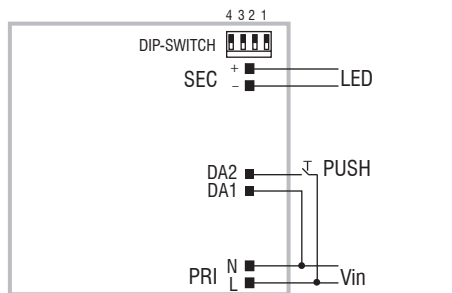 4 3 2 1
DIP-SWITCH
+
SEC
LED
–
DA2
PUSH
DA1
N
PRI
L
Vin